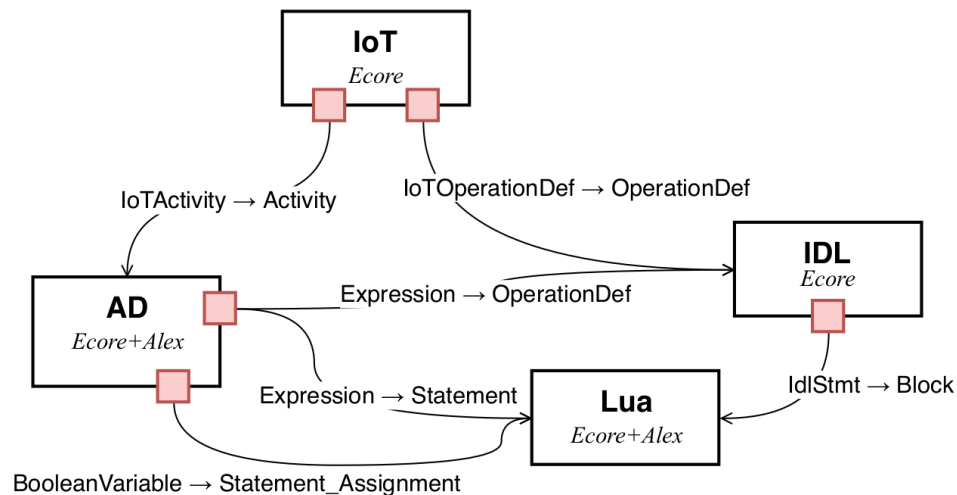 IoT
Ecore
IoTOperationDef → OperationDef
IoTActivity → Activity
IDL
Ecore
AD
Ecore+Alex
Expression → OperationDef
Expression → Statement
IdlStmt → Block
Lua
Ecore+Alex
BooleanVariable → Statement_Assignment